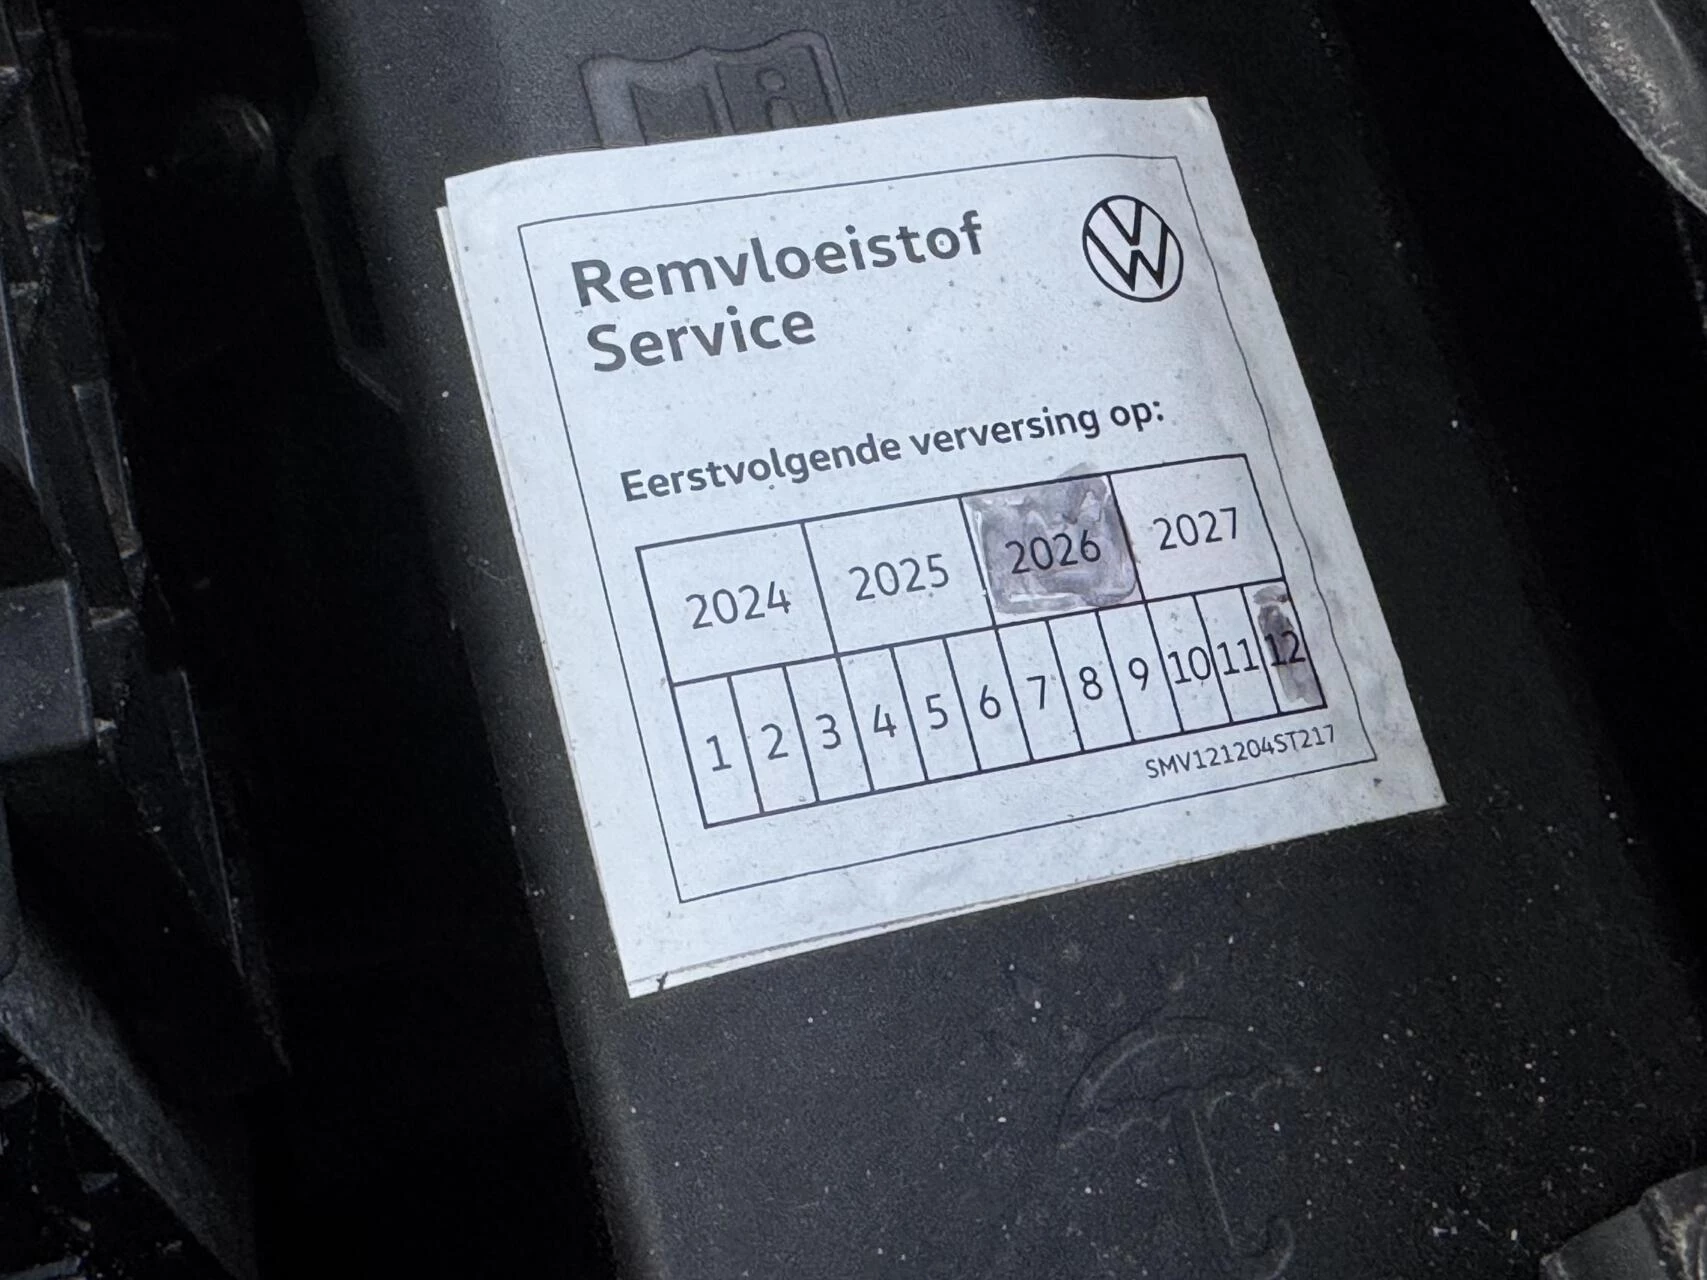 Remvloeistof
Service
Eerstvolgende verversing op:
2024 2025 2026 2027
1 2 3 4 5 6 7 8 9 10 11 12
SMV121204ST217